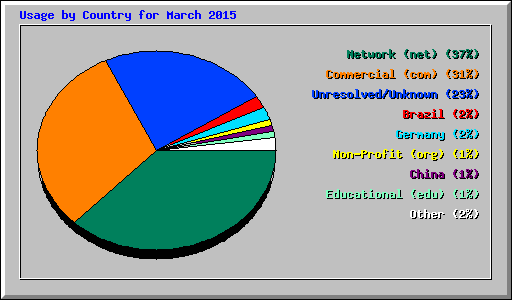 Usage by Country for March 2015
Network (net) (37%)
Commercial (com) (31%)
Unresolved/Unknown (23%)
Brazil (2%)
Germany (2%)
Non-Profit (org) (1%)
China (1%)
Educational (edu) (1%)
Other (2%)